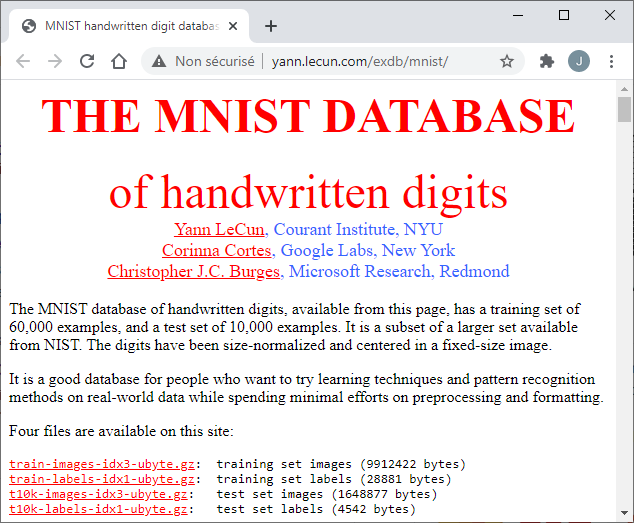 MNIST handwritten digit databas
Non sécurisé | yann.lecun.com/exdb/mnist/
J
THE MNIST DATABASE
of handwritten digits
Yann LeCun, Courant Institute, NYU
Corinna Cortes, Google Labs, New York
Christopher J.C. Burges, Microsoft Research, Redmond
The MNIST database of handwritten digits, available from this page, has a training set of
60,000 examples, and a test set of 10,000 examples. It is a subset of a larger set available
from NIST. The digits have been size-normalized and centered in a fixed-size image.
It is a good database for people who want to try learning techniques and pattern recognition
methods on real-world data while spending minimal efforts on preprocessing and formatting.
Four files are available on this site:
train-images-idx3-ubyte.gz: training set images (9912422 bytes)
train-labels-idx1-ubyte.gz: training set labels (28881 bytes)
t10k-images-idx3-ubyte.gz: test set images (1648877 bytes)
t10k-labels-idx1-ubyte.gz: test set labels (4542 bytes)